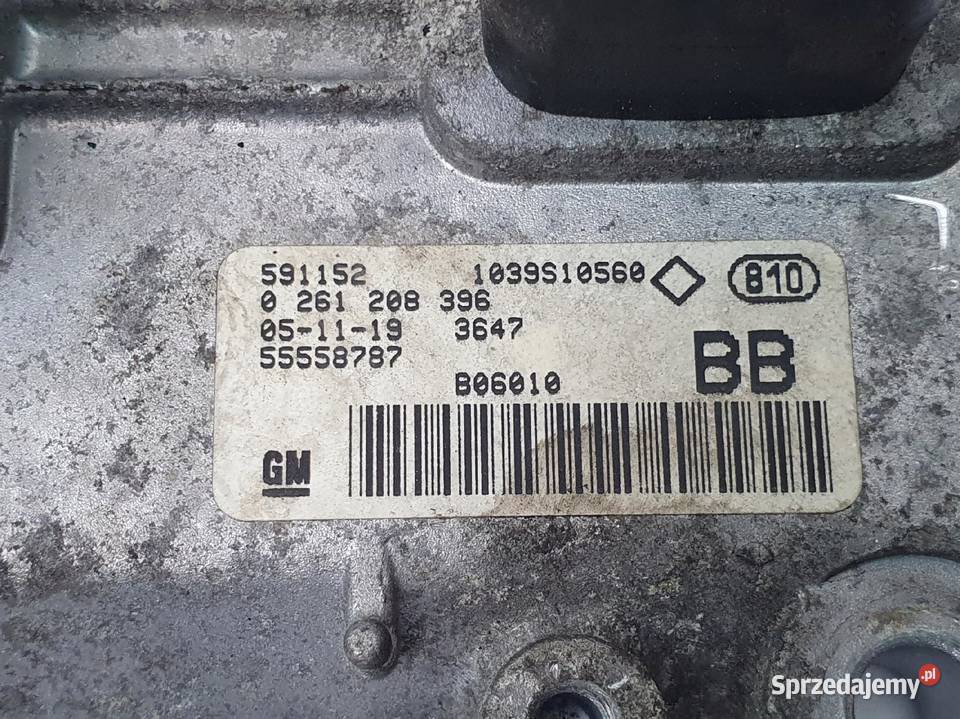 591152 1039S10560 810
0 261 208 396
05-11-19 3647
55558787
BB
B06010
GM
Sprzedajemy.pl